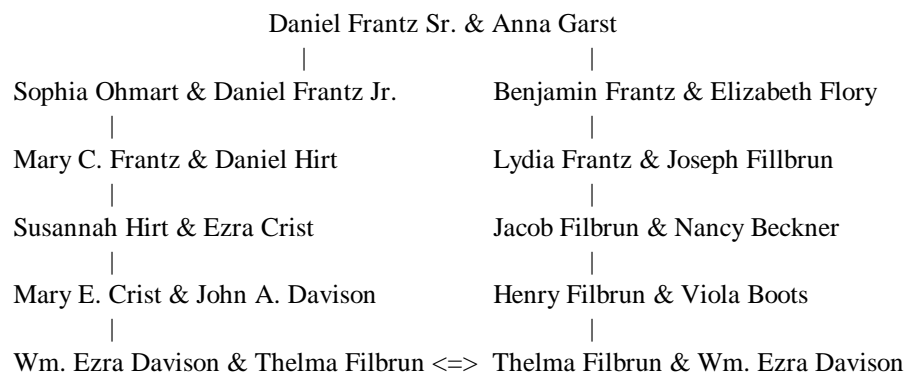 Daniel Frantz Sr. & Anna Garst
| |
Sophia Ohmart & Daniel Frantz Jr. Benjamin Frantz & Elizabeth Flory
| |
Mary C. Frantz & Daniel Hirt Lydia Frantz & Joseph Fillbrun
| |
Susannah Hirt & Ezra Crist Jacob Filbrun & Nancy Beckner
| |
Mary E. Crist & John A. Davison Henry Filbrun & Viola Boots
| |
Wm. Ezra Davison & Thelma Filbrun <=> Thelma Filbrun & Wm. Ezra Davison